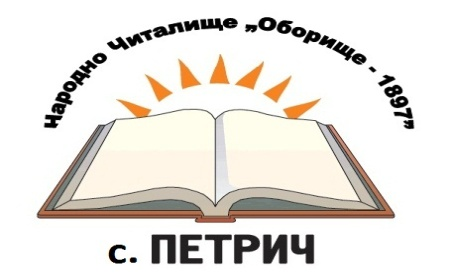 Народно Читалище „Оборище - 1897”
с. ПЕТРИЧ